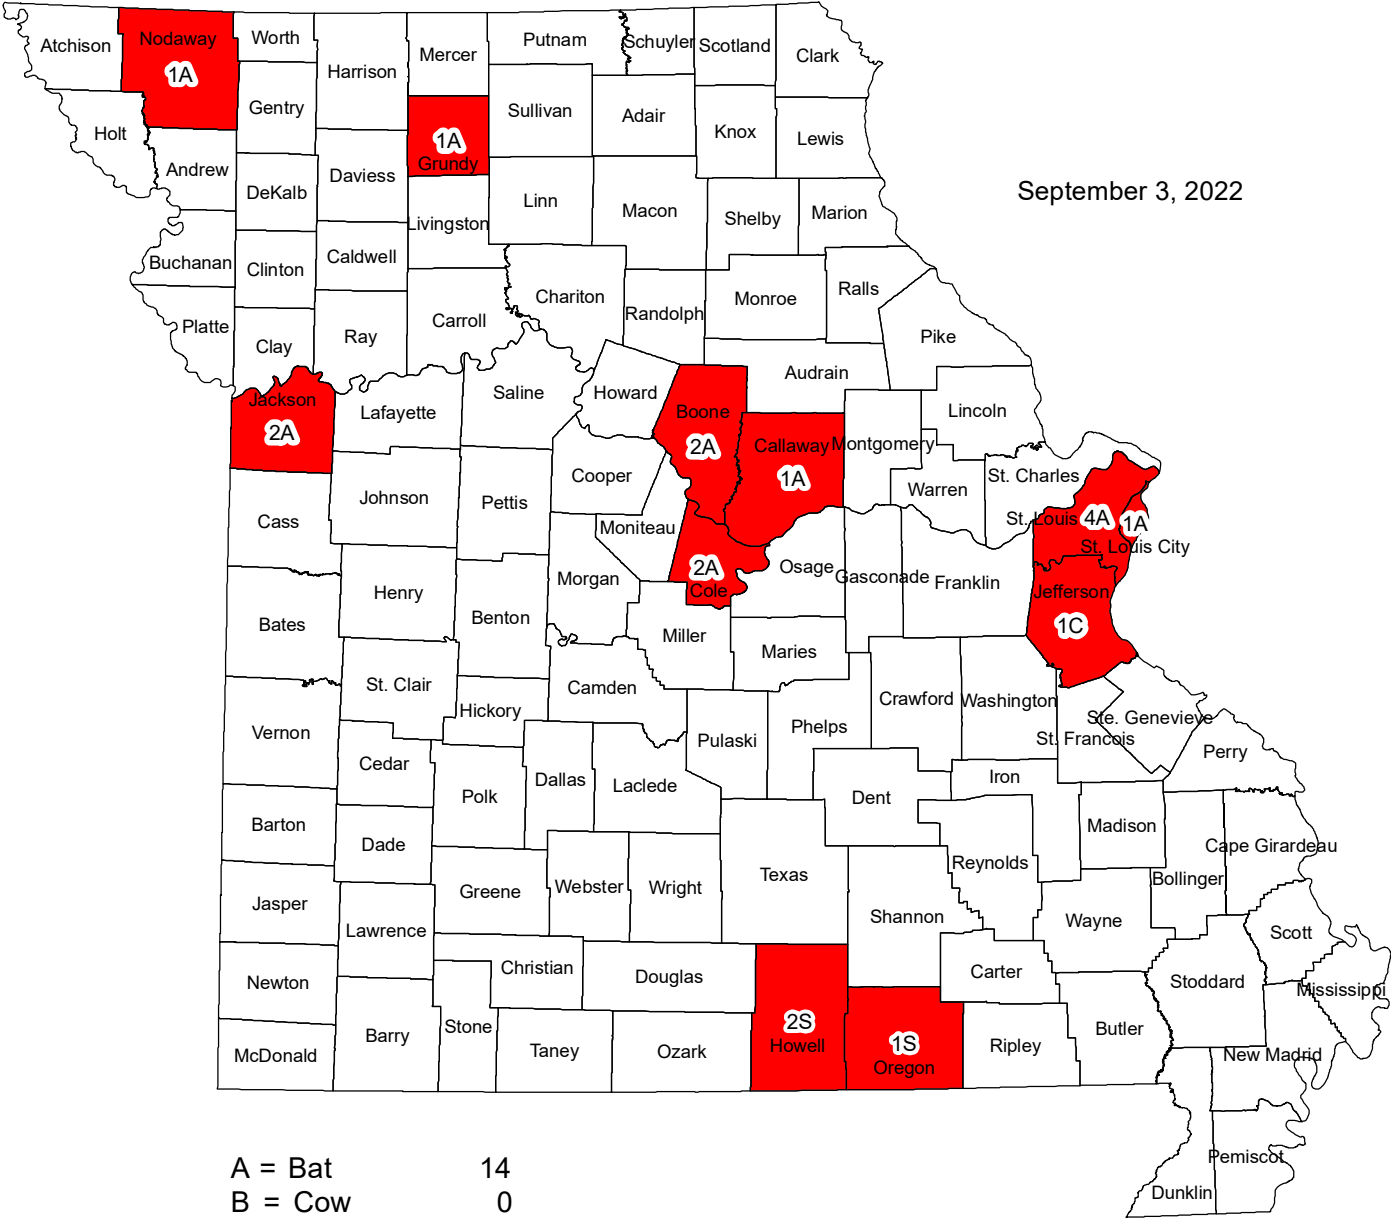 Atchison
Nodaway
1A
Worth
Harrison
Mercer
Putnam
Schuyler
Scotland
Clark
Holt
Andrew
Gentry
DeKalb
Daviess
1A
Grundy
Sullivan
Adair
Knox
Lewis
September 3, 2022
Livingston
Linn
Macon
Shelby
Marion
Buchanan
Clinton
Caldwell
Platte
Clay
Ray
Carroll
Chariton
Randolph
Monroe
Ralls
Pike
Jackson
2A
Lafayette
Saline
Howard
Boone
2A
Audrain
Callaway
1A
Montgomery
Lincoln
Warren
St. Charles
St. Louis
4A
1A
St. Louis City
Cass
Johnson
Pettis
Cooper
Moniteau
2A
Cole
Osage
Gasconade
Franklin
Jefferson
1C
Bates
Henry
Benton
Morgan
Miller
Maries
Vernon
St. Clair
Hickory
Camden
Pulaski
Phelps
Crawford
Washington
Ste. Genevieve
St. Francois
Perry
Cedar
Polk
Dallas
Laclede
Dent
Iron
Barton
Dade
Madison
Cape Girardeau
Bollinger
Reynolds
Jasper
Lawrence
Greene
Webster
Wright
Texas
Shannon
Wayne
Scott
Newton
Christian
Douglas
Carter
Stoddard
Mississippi
McDonald
Barry
Stone
Taney
Ozark
2S
Howell
1S
Oregon
Ripley
Butler
New Madrid
Pemiscot
Dunklin
A = Bat 14
B = Cow 0